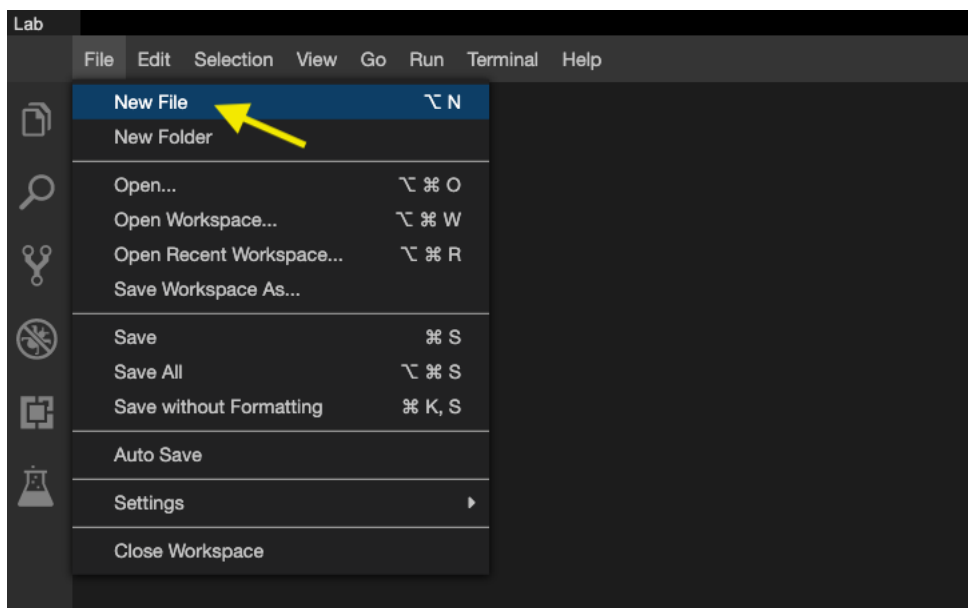 Lab
File Edit Selection View Go Run Terminal Help
New File ⌥ N
New Folder
Open... ⌥ ⌘ O
Open Workspace... ⌥ ⌘ W
Open Recent Workspace... ⌥ ⌘ R
Save Workspace As...
Save ⌘ S
Save All ⌥ ⌘ S
Save without Formatting ⌘ K, S
Auto Save
Settings
Close Workspace